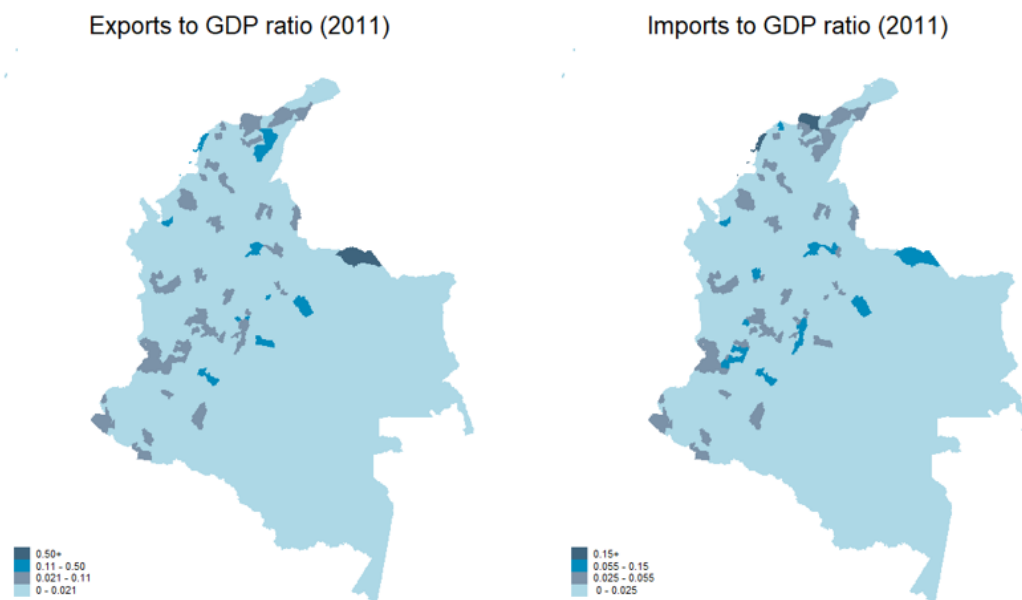 Exports to GDP ratio (2011)
Imports to GDP ratio (2011)
0.50+
0.11 - 0.50
0.021 - 0.11
0 - 0.021
0.15+
0.055 - 0.15
0.025 - 0.055
0 - 0.025